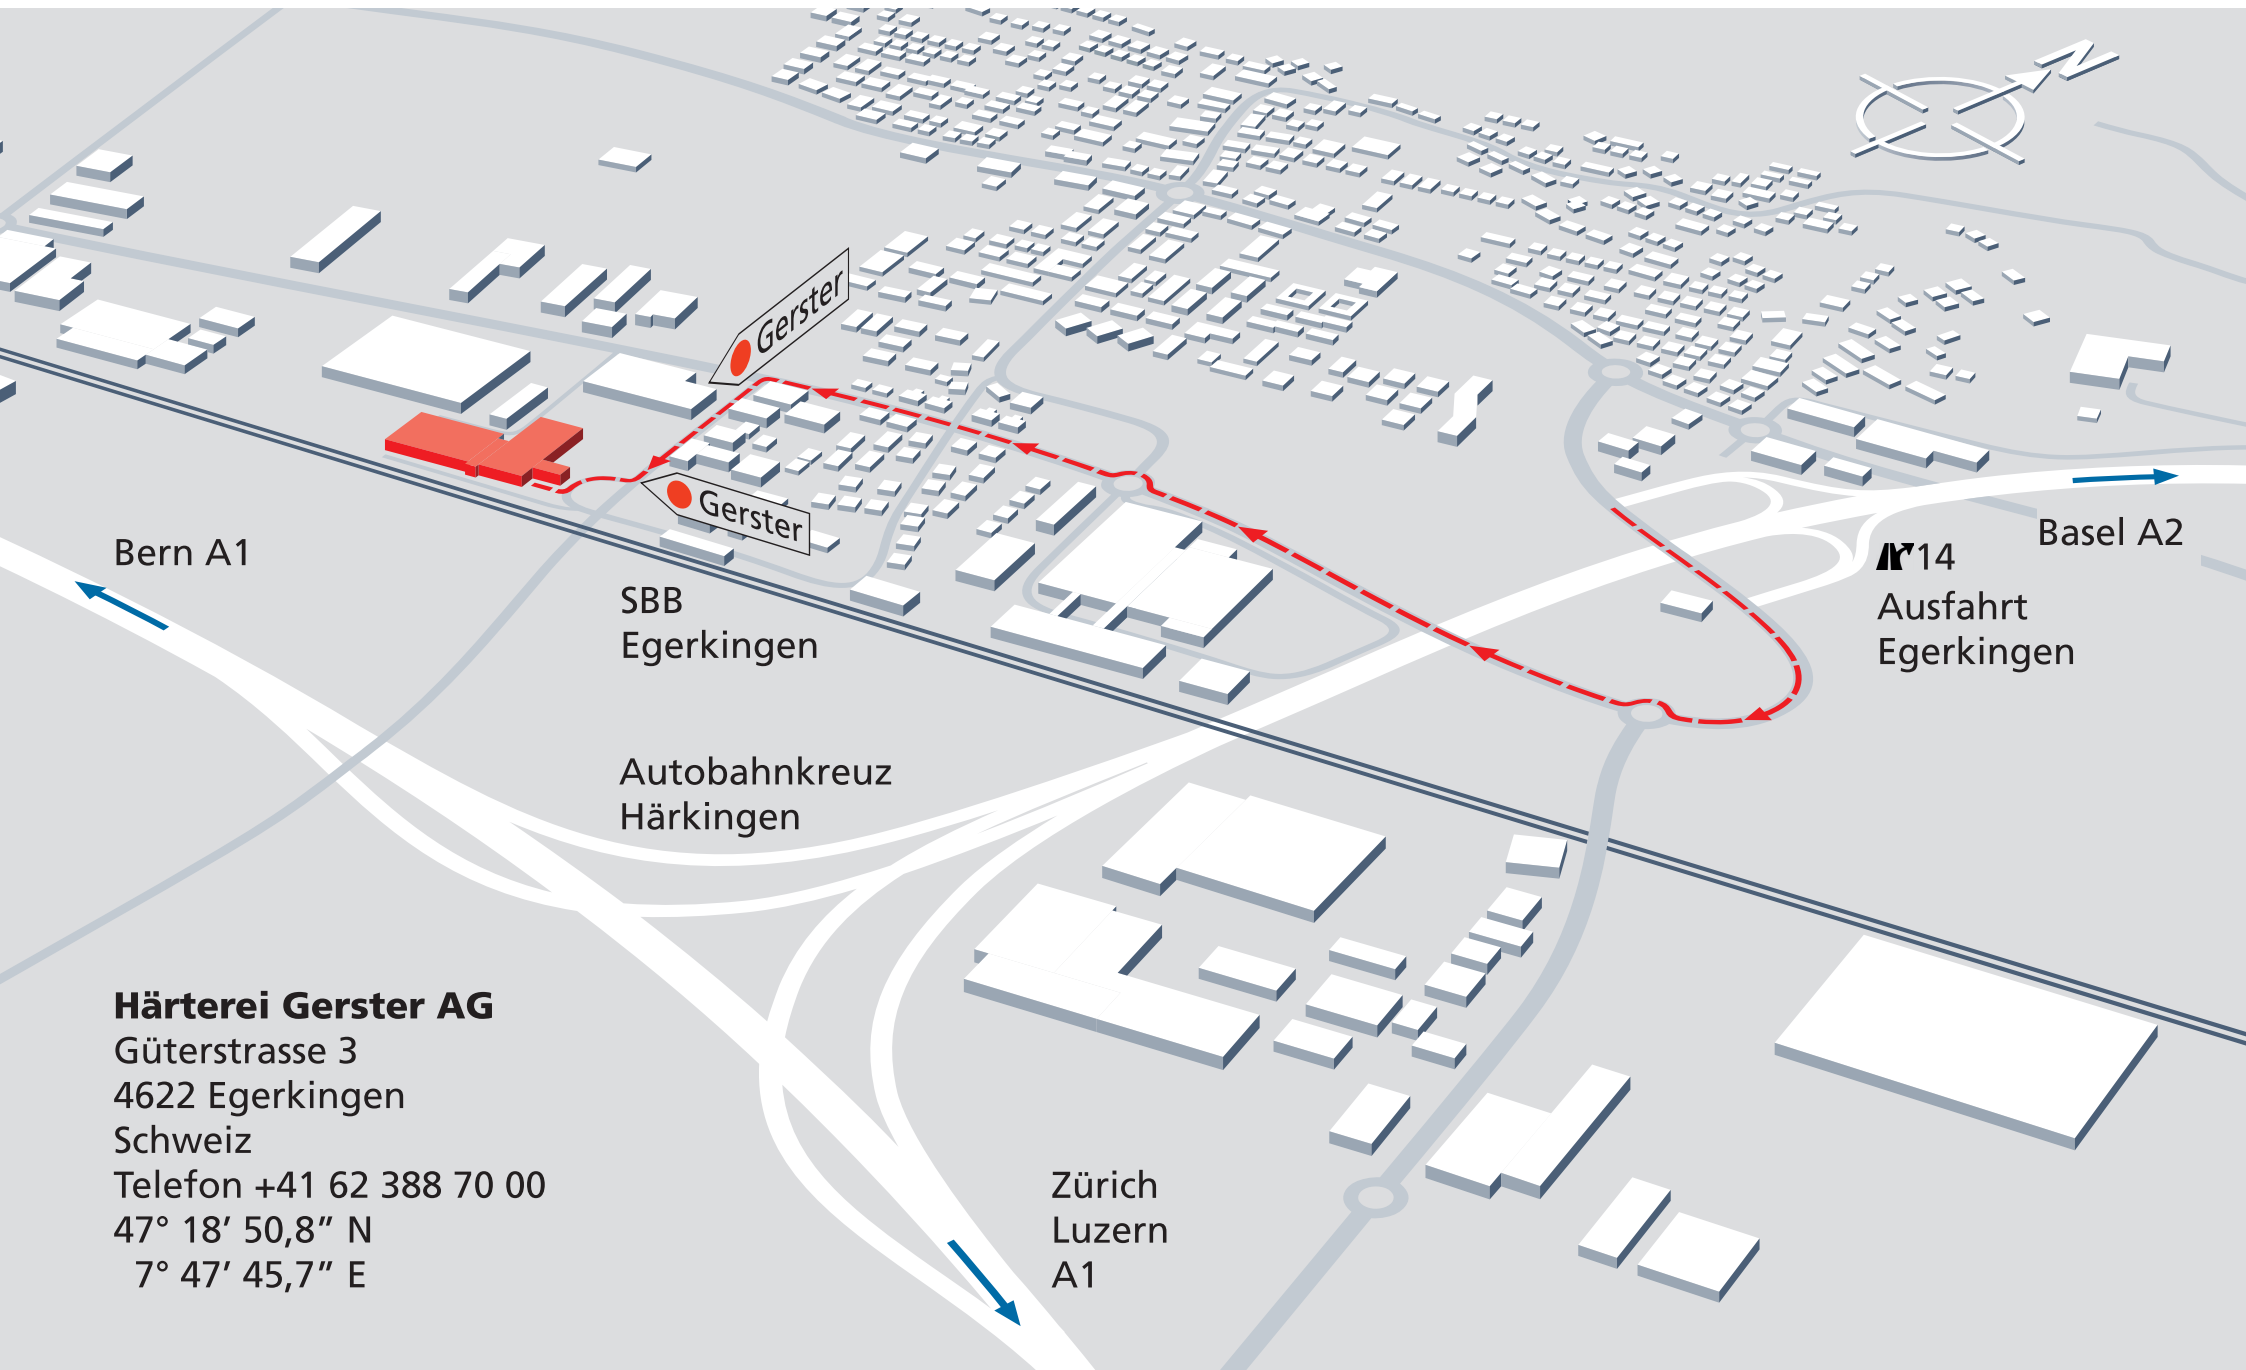 N
Gerster
Gerster
Bern A1
Basel A2
14
Ausfahrt
Egerkingen
SBB
Egerkingen
Autobahnkreuz
Härkingen
Härterei Gerster AG
Güterstrasse 3
4622 Egerkingen
Schweiz
Telefon +41 62 388 70 00
47° 18’ 50,8” N
7° 47’ 45,7” E
Zürich
Luzern
A1